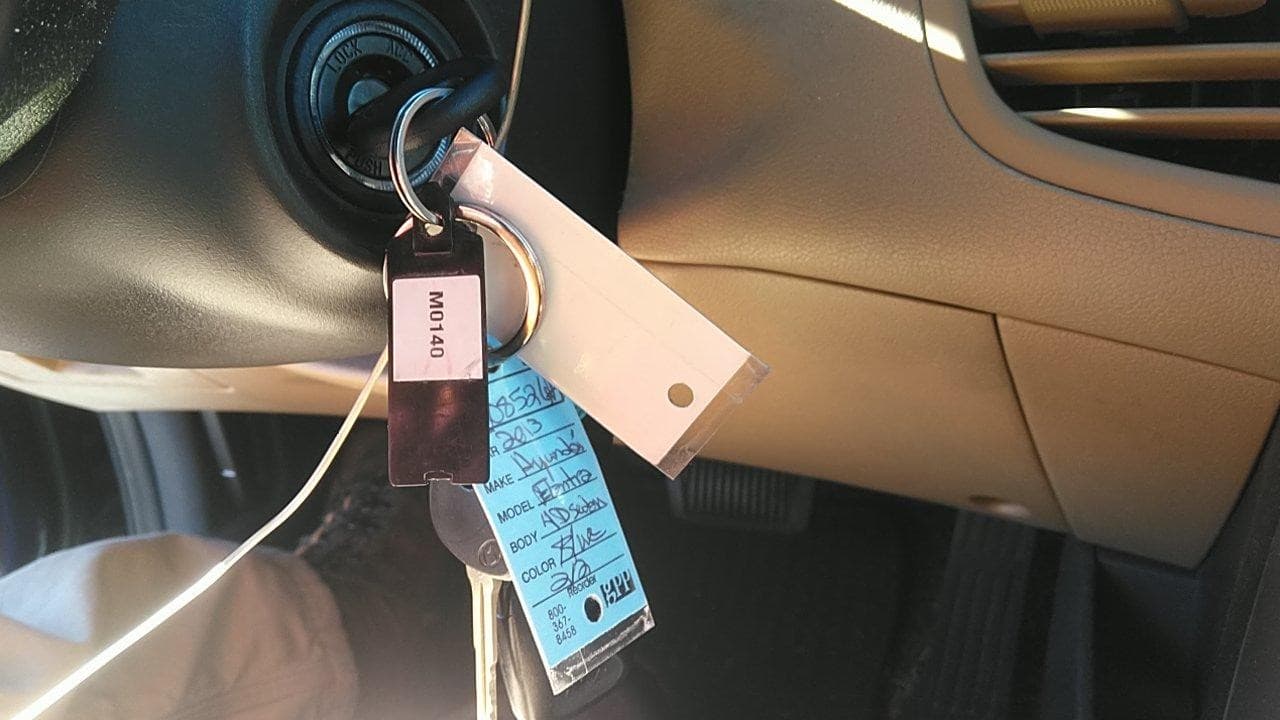 LOCK ACC
PUSH
M0140
2013
MAKE Hyundai
MODEL Elantra
BODY 4D Sedan
COLOR Blue
Reorder
800-
367-
8458